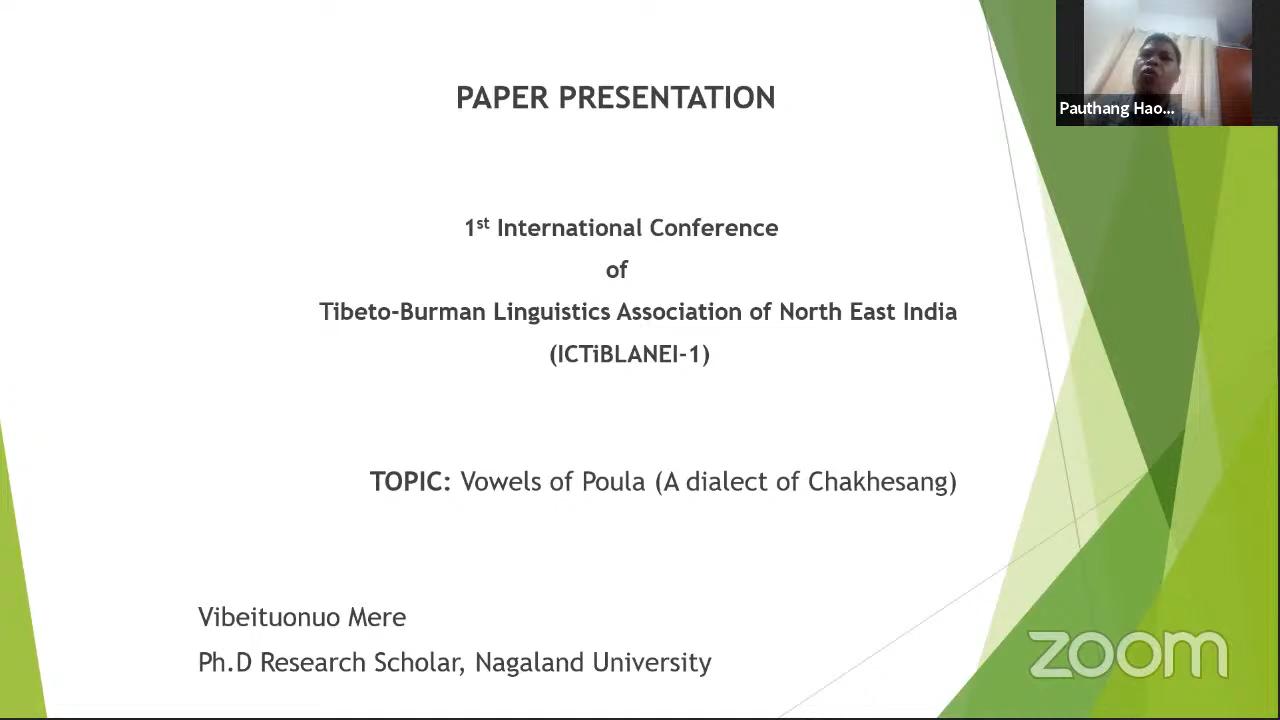 PAPER PRESENTATION
Pauthang Hao...
1st International Conference
of
Tibeto-Burman Linguistics Association of North East India
(ICTiBLANEI-1)
TOPIC: Vowels of Poula (A dialect of Chakhesang)
Vibeituonuo Mere
Ph.D Research Scholar, Nagaland University
zoom